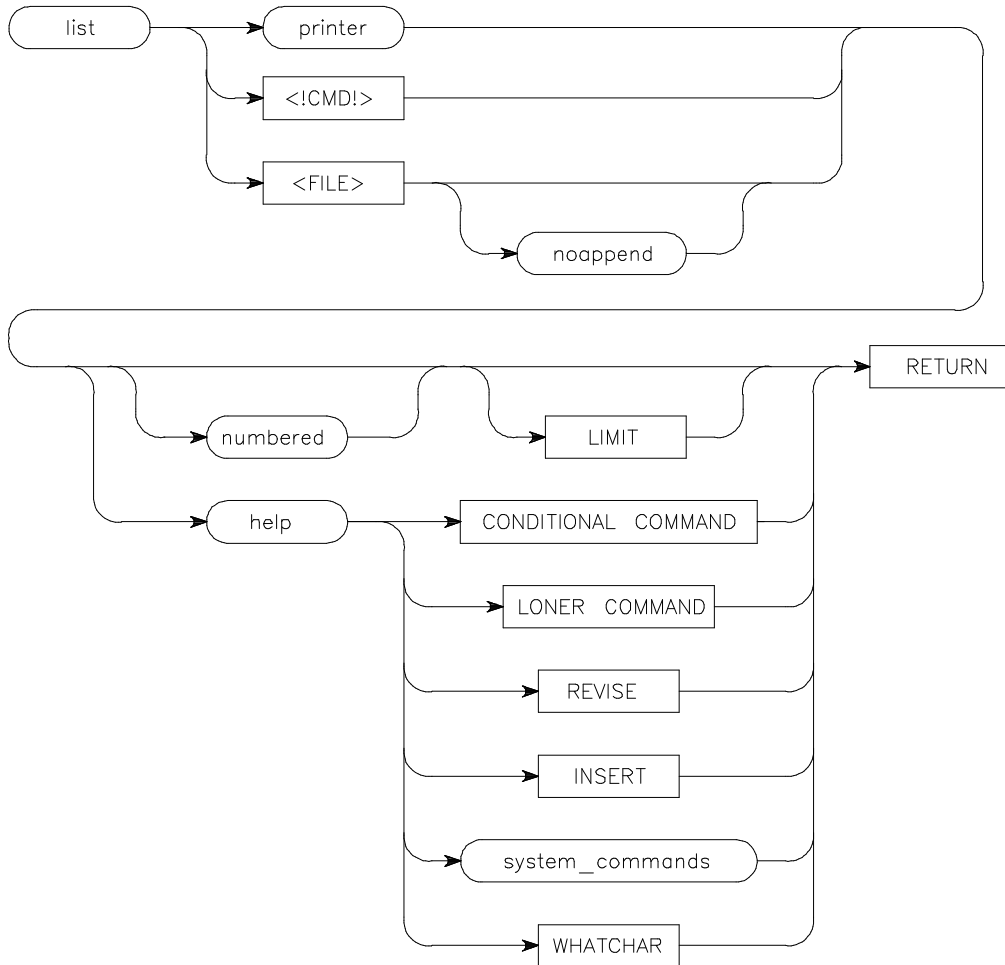 list
printer
<!CMD!>
<FILE>
noappend
RETURN
numbered
LIMIT
help
CONDITIONAL COMMAND
LONER COMMAND
REVISE
INSERT
system_commands
WHATCHAR